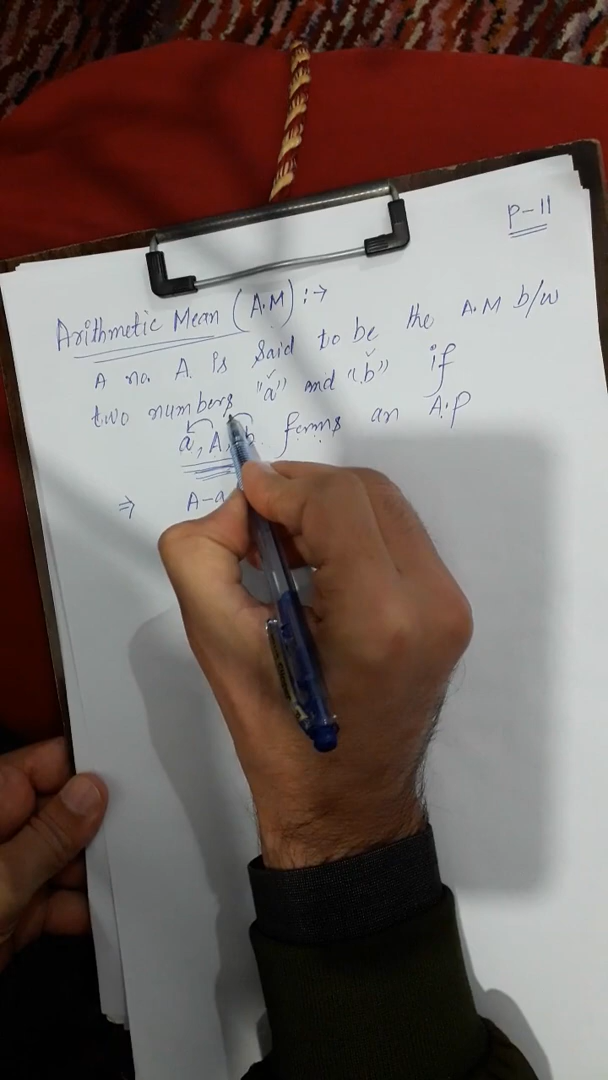 P-11
Arithmetic Mean (A.M) :→
A no. A is said to be the A.M b/w
two numbers "a" and "b" if
a, A, b forms an A.P
⇒ A-a